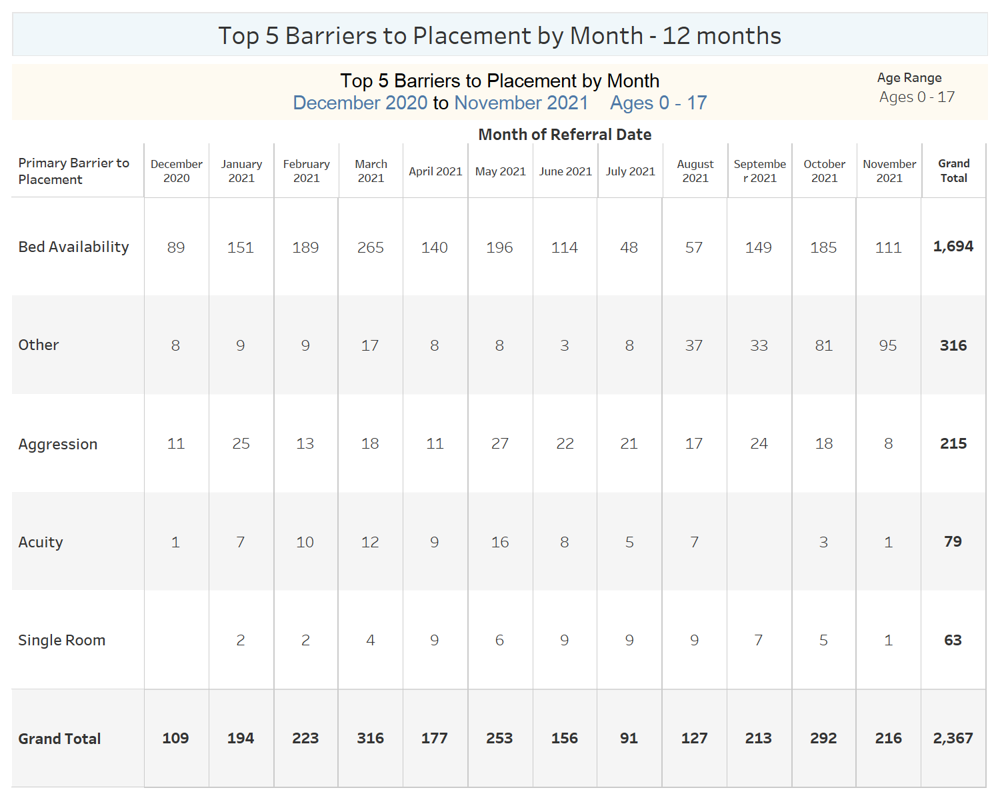 Top 5 Barriers to Placement by Month - 12 months
Top 5 Barriers to Placement by Month
December 2020 to November 2021 Ages 0 - 17
Age Range
Ages 0 - 17
Month of Referral Date
Primary Barrier to
Placement
December
2020
January
2021
February
2021
March
2021
April 2021
May 2021
June 2021
July 2021
August
2021
Septembe
r 2021
October
2021
November
2021
Grand
Total
Bed Availability 89 151 189 265 140 196 114 48 57 149 185 111 1,694
Other 8 9 9 17 8 8 3 8 37 33 81 95 316
Aggression 11 25 13 18 11 27 22 21 17 24 18 8 215
Acuity 1 7 10 12 9 16 8 5 7 3 1 79
Single Room 2 2 4 9 6 9 9 9 7 5 1 63
Grand Total 109 194 223 316 177 253 156 91 127 213 292 216 2,367